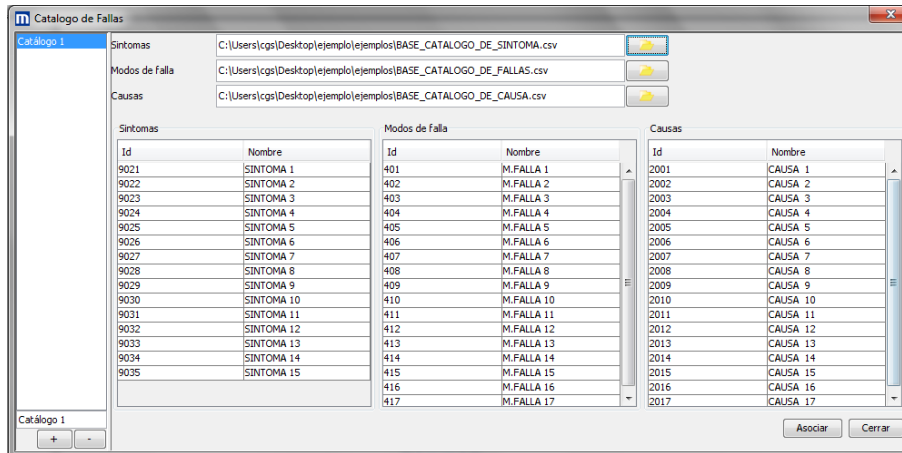 m Catalogo de Fallas
Catálogo 1
Sintomas C:\Users\cgs\Desktop\ejemplo\ejemplos\BASE_CATALOGO_DE_SINTOMA.csv
Modos de falla C:\Users\cgs\Desktop\ejemplo\ejemplos\BASE_CATALOGO_DE_FALLAS.csv
Causas C:\Users\cgs\Desktop\ejemplo\ejemplos\BASE_CATALOGO_DE_CAUSA.csv
Sintomas Modos de falla Causas
Id Nombre Id Nombre Id Nombre
9021 SINTOMA 1 401 M.FALLA 1 2001 CAUSA 1
9022 SINTOMA 2 402 M.FALLA 2 2002 CAUSA 2
9023 SINTOMA 3 403 M.FALLA 3 2003 CAUSA 3
9024 SINTOMA 4 404 M.FALLA 4 2004 CAUSA 4
9025 SINTOMA 5 405 M.FALLA 5 2005 CAUSA 5
9026 SINTOMA 6 406 M.FALLA 6 2006 CAUSA 6
9027 SINTOMA 7 407 M.FALLA 7 2007 CAUSA 7
9028 SINTOMA 8 408 M.FALLA 8 2008 CAUSA 8
9029 SINTOMA 9 409 M.FALLA 9 2009 CAUSA 9
9030 SINTOMA 10 410 M.FALLA 10 2010 CAUSA 10
9031 SINTOMA 11 411 M.FALLA 11 2011 CAUSA 11
9032 SINTOMA 12 412 M.FALLA 12 2012 CAUSA 12
9033 SINTOMA 13 413 M.FALLA 13 2013 CAUSA 13
9034 SINTOMA 14 414 M.FALLA 14 2014 CAUSA 14
9035 SINTOMA 15 415 M.FALLA 15 2015 CAUSA 15
416 M.FALLA 16 2016 CAUSA 16
417 M.FALLA 17 2017 CAUSA 17
Catálogo 1
+ -
Asociar Cerrar